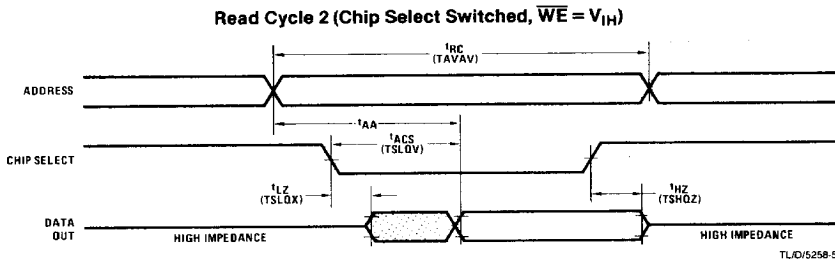 Read Cycle 2 (Chip Select Switched, WE = VIH)
tRC
(TAVAV)
ADDRESS
tAA
tACS
(TSLQV)
CHIP SELECT
tLZ
(TSLQX)
tHZ
(TSHQZ)
DATA
OUT
HIGH IMPEDANCE
HIGH IMPEDANCE
TL/D/5258-5